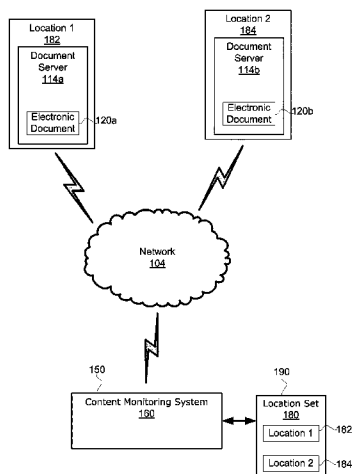 Location 1
182
Document
Server
114a
Electronic
Document
120a
Location 2
184
Document
Server
114b
Electronic
Document
120b
Network
104
150
Content Monitoring System
160
190
Location Set
180
Location 1
182
Location 2
184